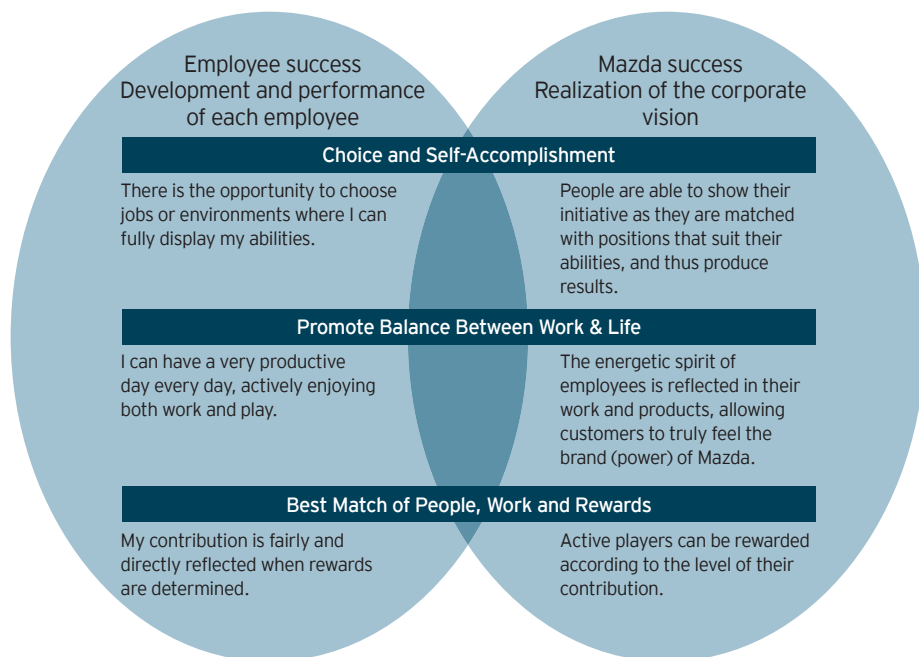 Employee success
Development and performance
of each employee
Mazda success
Realization of the corporate
vision
Choice and Self-Accomplishment
There is the opportunity to choose
jobs or environments where I can
fully display my abilities.
People are able to show their
initiative as they are matched
with positions that suit their
abilities, and thus produce
results.
Promote Balance Between Work & Life
I can have a very productive
day every day, actively enjoying
both work and play.
The energetic spirit of
employees is reflected in their
work and products, allowing
customers to truly feel the
brand (power) of Mazda.
Best Match of People, Work and Rewards
My contribution is fairly and
directly reflected when rewards
are determined.
Active players can be rewarded
according to the level of their
contribution.